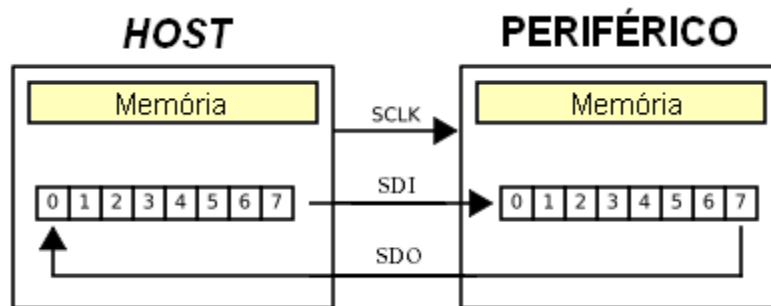 HOST PERIFÉRICO
Memória Memória
SCLK
SDI
0 1 2 3 4 5 6 7 0 1 2 3 4 5 6 7
SDO